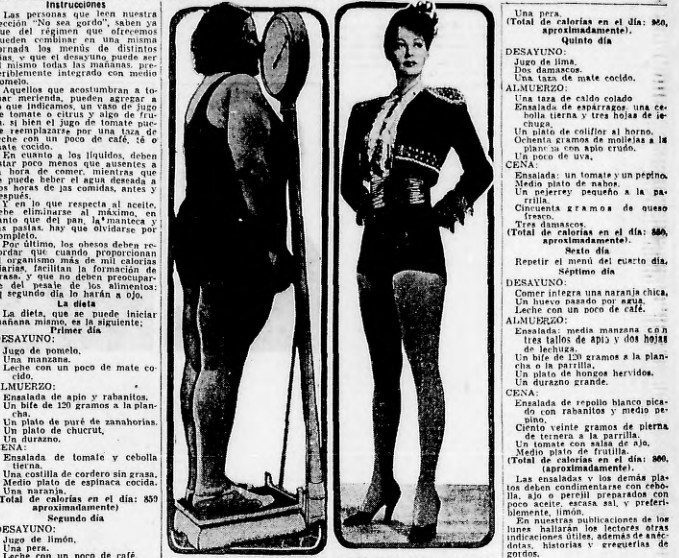 Instrucciones
Las personas que leen nuestra
sección "No sea gordo", saben ya
que del régimen que ofrecemos
pueden combinar en una misma
jornada los menús de distintos
días, y que el desayuno puede ser
el mismo todas las mañanas, pre-
feriblemente integrado con medio
pomelo.
Aquellos que acostumbran a to-
mar merienda, pueden agregar a
lo que indicamos, un vaso de jugo
de tomate o citrus y algo de fru-
ta, si bien el jugo de tomate pue-
de reemplazarse por una taza de
leche con un poco de café, té o
mate cocido.
En cuanto a los líquidos, deben
estar poco menos que ausentes a
la hora de comer, mientras que
se puede beber el agua deseada a
dos horas de las comidas, antes y
después.
Y en lo que respecta al aceite,
debe eliminarse al máximo, en
tanto que del pan, la manteca y
las pastas, hay que olvidarse por
completo.
Por último, los obesos deben re-
cordar que cuando proporcionan
al organismo más de mil calorías
diarias, facilitan la formación de
grasa, y que no deben preocupar-
se del pesaje de los alimentos:
el segundo día lo harán a ojo.
La dieta
La dieta, que se puede iniciar
mañana mismo, es la siguiente:
Primer día
DESAYUNO:
Jugo de pomelo.
Una manzana.
Leche con un poco de mate co-
cido.
ALMUERZO:
Ensalada de apio y rabanitos.
Un bife de 120 gramos a la plan-
cha.
Un plato de puré de zanahorias.
Un plato de chucrut.
Un durazno.
CENA:
Ensalada de tomate y cebolla
tierna.
Una costilla de cordero sin grasa.
Medio plato de espinaca cocida.
Una naranja.
(Total de calorías en el día: 850
aproximadamente)
Segundo día
DESAYUNO:
Jugo de limón.
Una pera.
Leche con un poco de café.
Una pera.
(Total de calorías en el día:
aproximadamente).
Quinto día
DESAYUNO:
Jugo de lima.
Dos damascos.
Una taza de mate cocido.
ALMUERZO:
Una taza de caldo colado
Ensalada de espárragos, una ce-
bolla tierna y tres hojas de le-
chuga.
Un plato de coliflor al horno.
Ochenta gramos de mollejas a la
plancha con apio crudo.
Un poco de uva.
CENA:
Ensalada: un tomate y un pepino.
Medio plato de nabos.
Un pejerrey pequeño a la pa-
rrilla.
Cincuenta gramos de queso
fresco.
Tres damascos.
(Total de calorías en el día:
aproximadamente).
Sexto día
Repetir el menú del cuarto día.
Séptimo día
DESAYUNO:
Comer íntegra una naranja chica.
Un huevo pasado por agua.
Leche con un poco de café.
ALMUERZO:
Ensalada: media manzana con
tres tallos de apio y dos hojas
de lechuga.
Un bife de 120 gramos a la plan-
cha o la parrilla.
Un plato de hongos hervidos.
Un durazno grande.
CENA:
Ensalada de repollo blanco pica-
do con rabanitos y medio pe-
pino.
Ciento veinte gramos de pierna
de ternera a la parrilla.
Un tomate con salsa de ajo.
Medio plato de frutilla.
(Total de calorías en el día:
(aproximadamente).
Las ensaladas y los demás pla-
tos deben condimentarse con cebo-
lla, ajo o perejil preparados con
poco aceite, escasa sal, y preferi-
blemente, limón.
En nuestras publicaciones de los
lunes hallarán los lectores otras
indicaciones útiles, además de anéc-
dotas, historias y greguerías de
gordos.